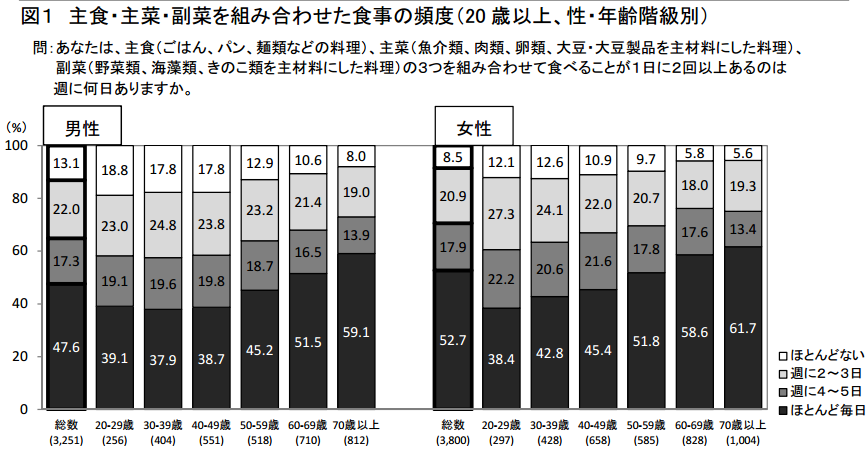 図1 主食・主菜・副菜を組み合わせた食事の頻度(20歳以上、性・年齢階級別)
問:あなたは、主食(ごはん、パン、麺類などの料理)、主菜(魚介類、肉類、卵類、大豆・大豆製品を主材料にした料理)、
副菜(野菜類、海藻類、きのこ類を主材料にした料理)の3つを組み合わせて食べることが1日に2回以上あるのは
週に何日ありますか。
(%)
男性
女性
100
80
60
40
20
0
13.1 18.8 17.8 17.8 12.9 10.6 8.0
22.0 23.0 24.8 23.8 23.2 21.4 19.0
17.3 19.1 19.6 19.8 18.7 16.5 13.9
47.6 39.1 37.9 38.7 45.2 51.5 59.1
総数 20-29歳 30-39歳 40-49歳 50-59歳 60-69歳 70歳以上
(3,251) (256) (404) (551) (518) (710) (812)
8.5 12.1 12.6 10.9 9.7 5.8 5.6
20.9 27.3 24.1 22.0 20.7 18.0 19.3
17.9 22.2 20.6 21.6 17.8 17.6 13.4
52.7 38.4 42.8 45.4 51.8 58.6 61.7
総数 20-29歳 30-39歳 40-49歳 50-59歳 60-69歳 70歳以上
(3,800) (297) (428) (658) (585) (828) (1,004)
ほとんどない
週に2~3日
週に4~5日
ほとんど毎日